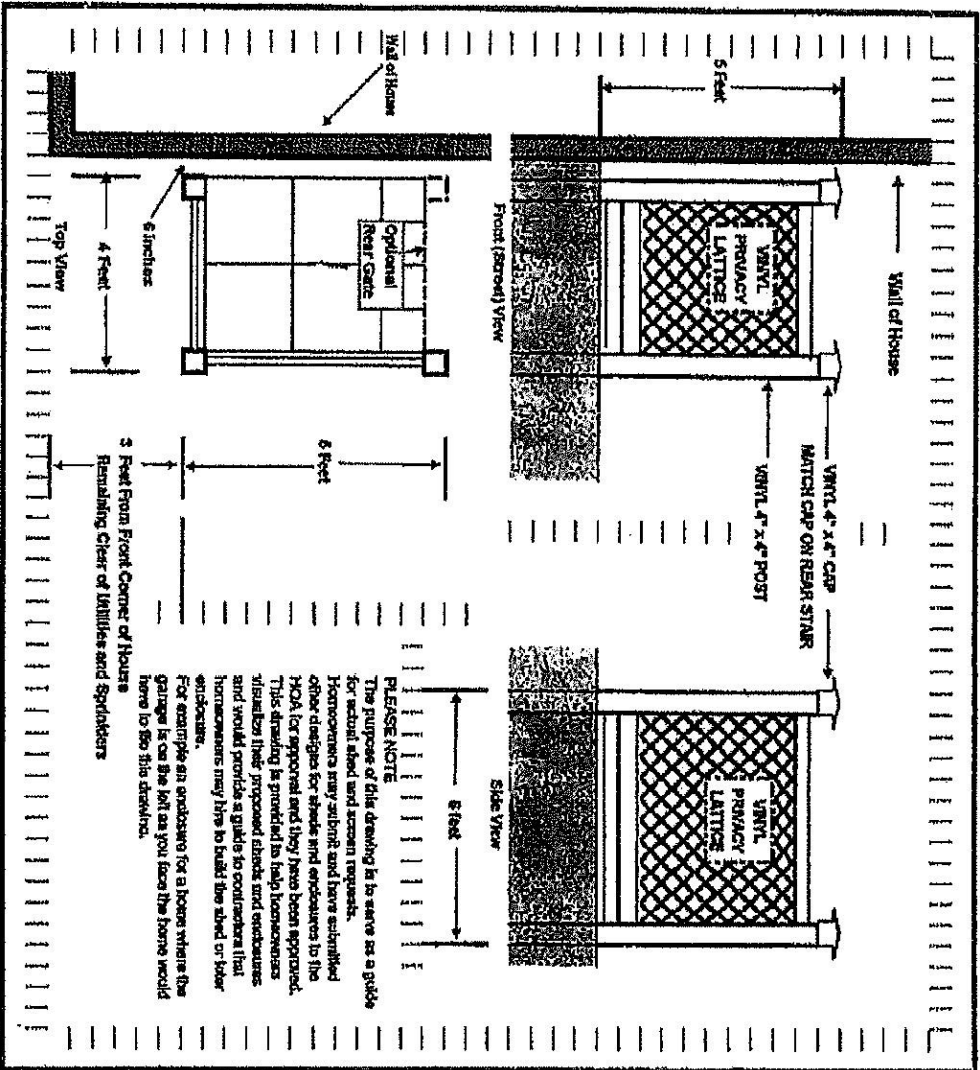 Wall of House
5 Feet
VINYL 4" x 4" CAP
MATCH CAP ON REAR STAIR
VINYL 4" x 4" POST
VINYL
PRIVACY
LATTICE
VINYL
PRIVACY
LATTICE
Front (Street) View
Side View
Wall of House
Optional
Rear Gate
6 Inches
4 Feet
Top View
6 Feet
3 Feet From Front Corner of House
Remaining Clear of Utilities and Sprinklers
6 feet
PLEASE NOTE
The purpose of this drawing is to serve as a guide
for actual shed and screen requests.
Homeowners may submit and have submitted
other designs for sheds and enclosures to the
HOA for approval and they have been approved.
This drawing is provided to help homeowners
visualize their proposed sheds and enclosures
and would provide a guide to contractors that
homeowners may hire to build the shed or
enclosure.
For example an enclosure for a home where the
garage is on the left as you face the home would
have to this drawing.